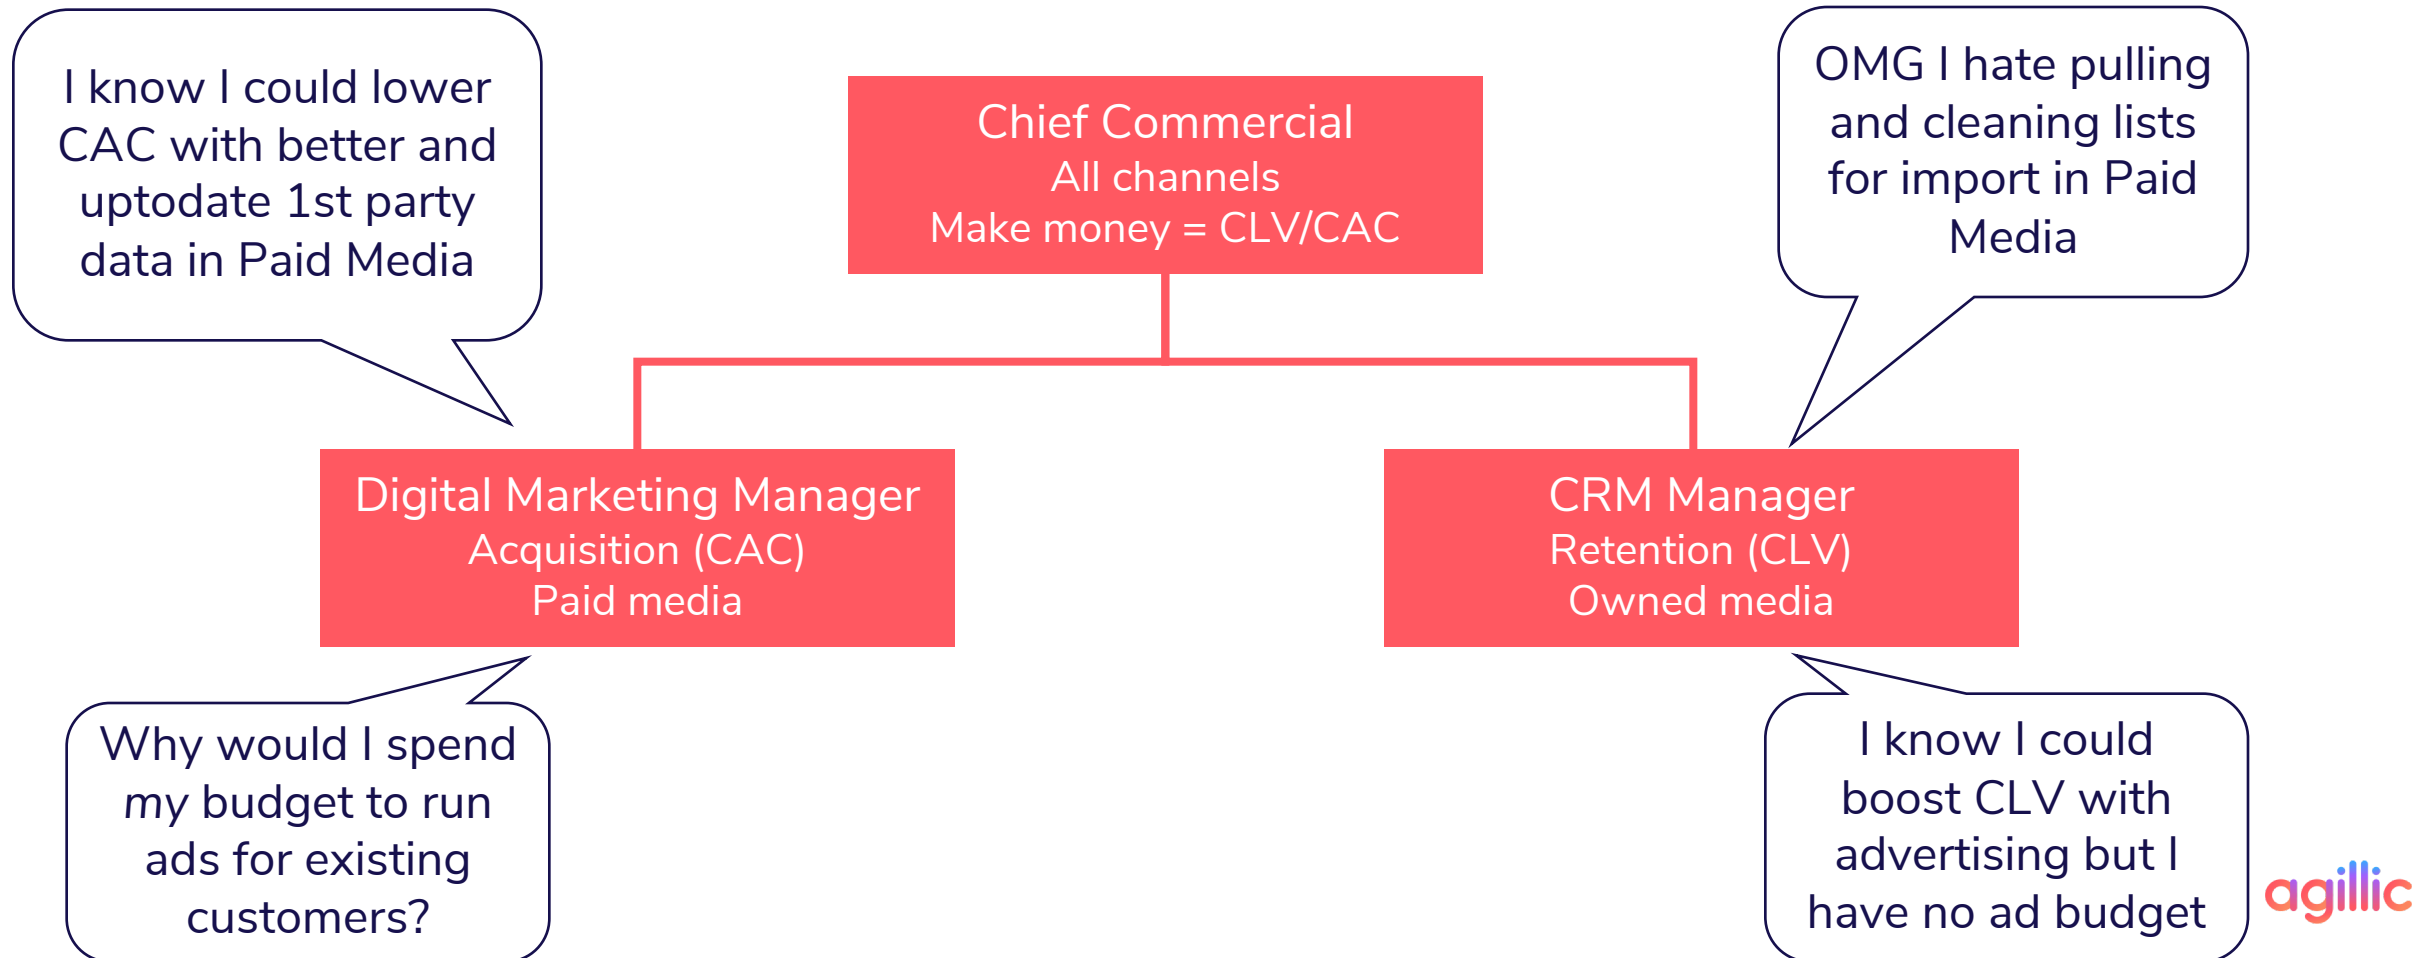 I know I could lower
CAC with better and
uptodate 1st party
data in Paid Media
Chief Commercial
All channels
Make money = CLV/CAC
OMG I hate pulling
and cleaning lists
for import in Paid
Media
Digital Marketing Manager
Acquisition (CAC)
Paid media
CRM Manager
Retention (CLV)
Owned media
Why would I spend
my budget to run
ads for existing
customers?
I know I could
boost CLV with
advertising but I
have no ad budget
agillic